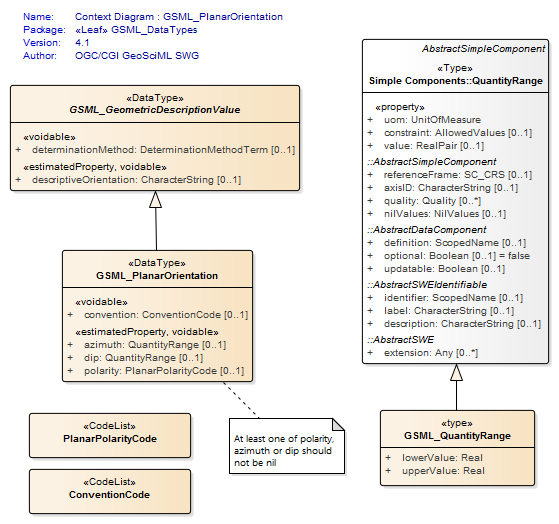 Name: Context Diagram : GSML_PlanarOrientation
Package: «Leaf» GSML_DataTypes
Version: 4.1
Author: OGC/CGI GeoSciML SWG
«DataType»
GSML_GeometricDescriptionValue
«voidable»
+ determinationMethod: DeterminationMethodTerm [0..1]
«estimatedProperty, voidable»
+ descriptiveOrientation: CharacterString [0..1]
«DataType»
GSML_PlanarOrientation
«voidable»
+ convention: ConventionCode [0..1]
«estimatedProperty, voidable»
+ azimuth: QuantityRange [0..1]
+ dip: QuantityRange [0..1]
+ polarity: PlanarPolarityCode [0..1]
«CodeList»
PlanarPolarityCode
«CodeList»
ConventionCode
At least one of polarity,
azimuth or dip should
not be nil
AbstractSimpleComponent
«Type»
Simple Components::QuantityRange
«property»
+ uom: UnitOfMeasure
+ constraint: AllowedValues [0..1]
+ value: RealPair [0..1]
::AbstractSimpleComponent
+ referenceFrame: SC_CRS [0..1]
+ axisID: CharacterString [0..1]
+ quality: Quality [0..*]
+ nilValues: NilValues [0..1]
::AbstractDataComponent
+ definition: ScopedName [0..1]
+ optional: Boolean [0..1] = false
+ updatable: Boolean [0..1]
::AbstractSWEIdentifiable
+ identifier: ScopedName [0..1]
+ label: CharacterString [0..1]
+ description: CharacterString [0..1]
::AbstractSWE
+ extension: Any [0..*]
«type»
GSML_QuantityRange
+ lowerValue: Real
+ upperValue: Real